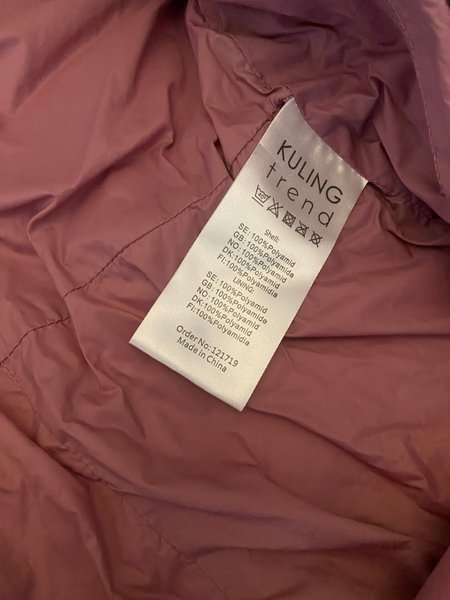 KULING
trend
Shell:
SE:100%Polyamid
GB:100%Polyamide
NO:100%Polyamid
DK:100%Polyamid
FI:100%Polyamidia
LINING:
SE:100%Polyamid
GB:100%Polyamide
NO:100%Polyamid
DK:100%Polyamid
FI:100%Polyamidia
Order No:121719
Made in China